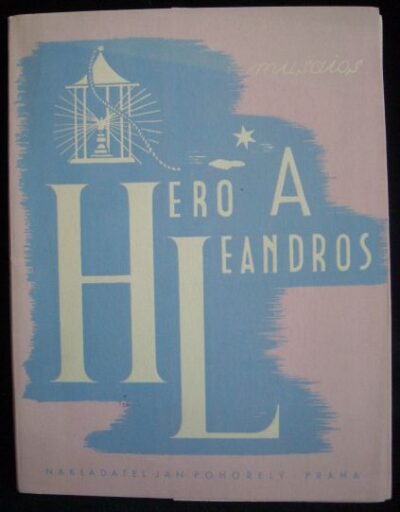 musaios
HERO A
LEANDROS
NAKLADATEL JAN POHOŘELÝ · PRAHA